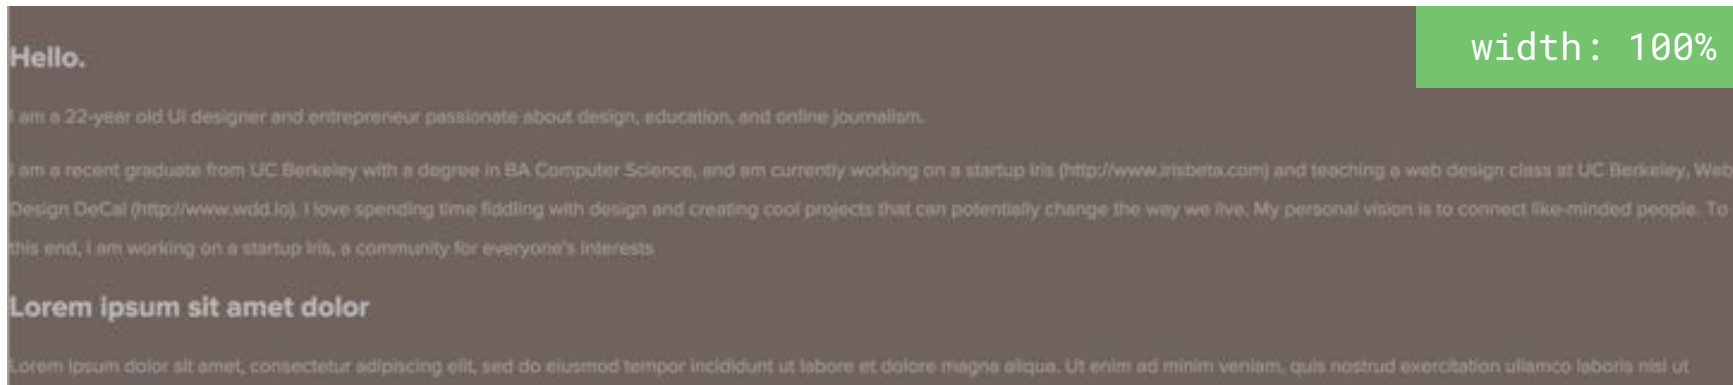 width: 100%
Hello.
I am a 22-year old UI designer and entrepreneur passionate about design, education, and online journalism.
I am a recent graduate from UC Berkeley with a degree in BA Computer Science, and am currently working on a startup Iris (http://www.irisbeta.com) and teaching a web design class at UC Berkeley, Web
Design DeCal (http://www.wdd.io). I love spending time fiddling with design and creating cool projects that can potentially change the way we live. My personal vision is to connect like-minded people. To
this end, I am working on a startup Iris, a community for everyone's interests
Lorem ipsum sit amet dolor
Lorem ipsum dolor sit amet, consectetur adipiscing elit, sed do eiusmod tempor incididunt ut labore et dolore magna aliqua. Ut enim ad minim veniam, quis nostrud exercitation ullamco laboris nisi ut